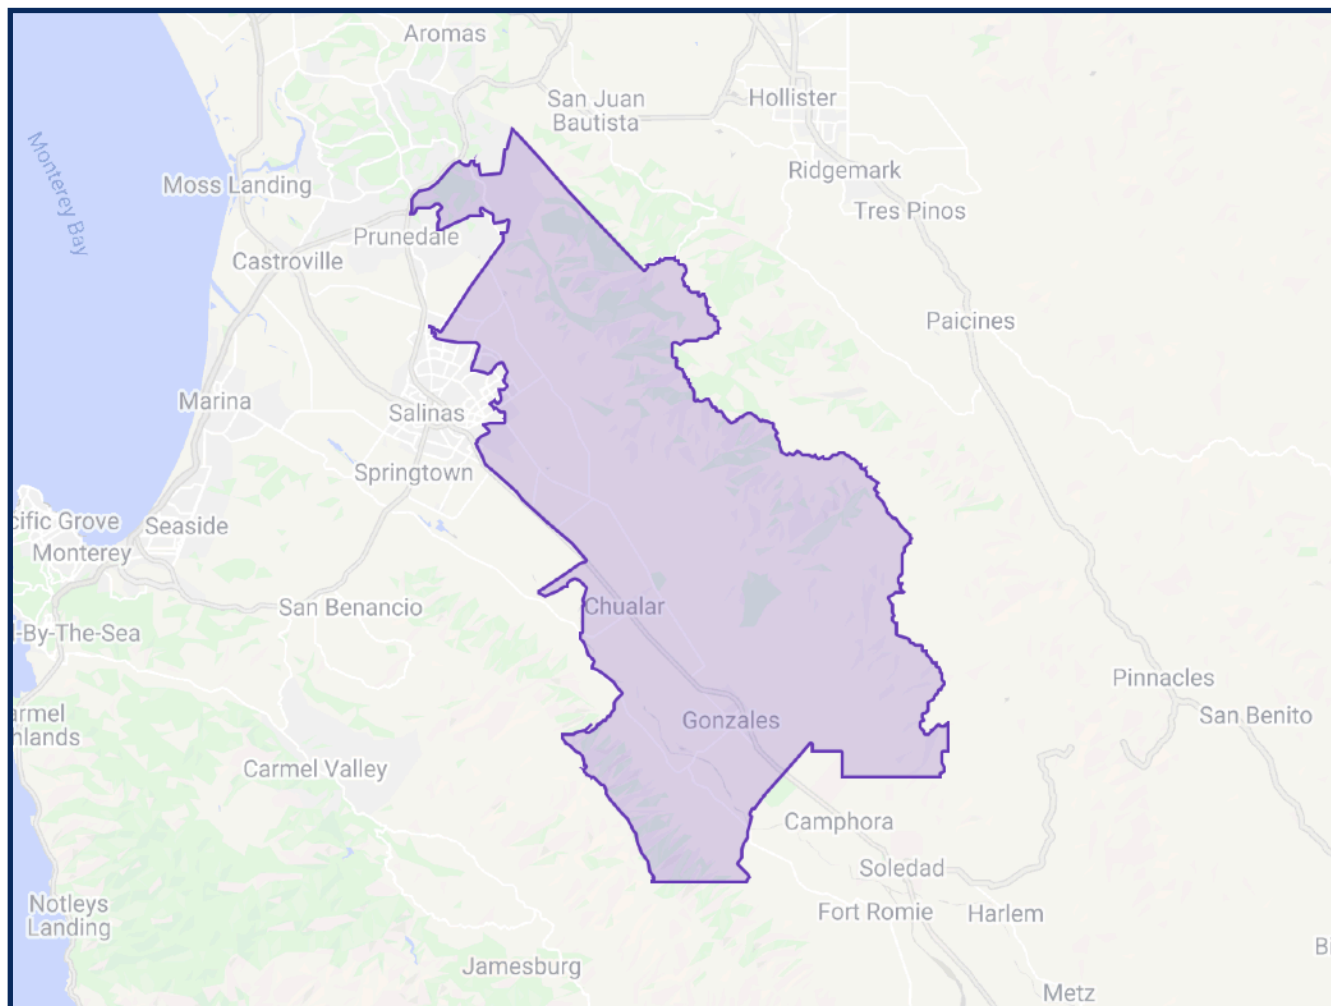 Aromas
San Juan
Bautista
Hollister
Monterey Bay
Ridgemark
Moss Landing
Tres Pinos
Prunedale
Castroville
Paicines
Marina
Salinas
Springtown
cific Grove
Seaside
Monterey
Chualar
San Benancio
-By-The-Sea
Pinnacles
armel
hlands
San Benito
Gonzales
Carmel Valley
Camphora
Soledad
Notleys
Landing
Fort Romie
Harlem
Jamesburg
Metz